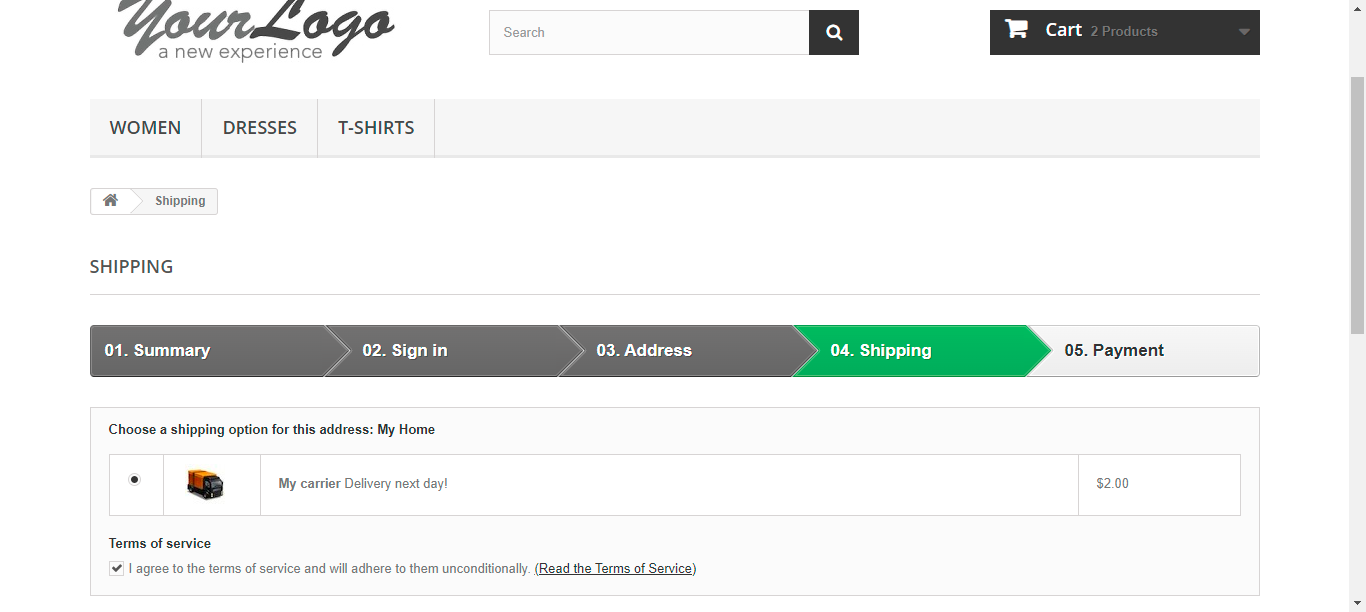 YourLogo
a new experience
Search
Cart 2 Products
WOMEN DRESSES T-SHIRTS
Shipping
SHIPPING
01. Summary 02. Sign in 03. Address 04. Shipping 05. Payment
Choose a shipping option for this address: My Home
My carrier Delivery next day! $2.00
Terms of service
I agree to the terms of service and will adhere to them unconditionally. (Read the Terms of Service)